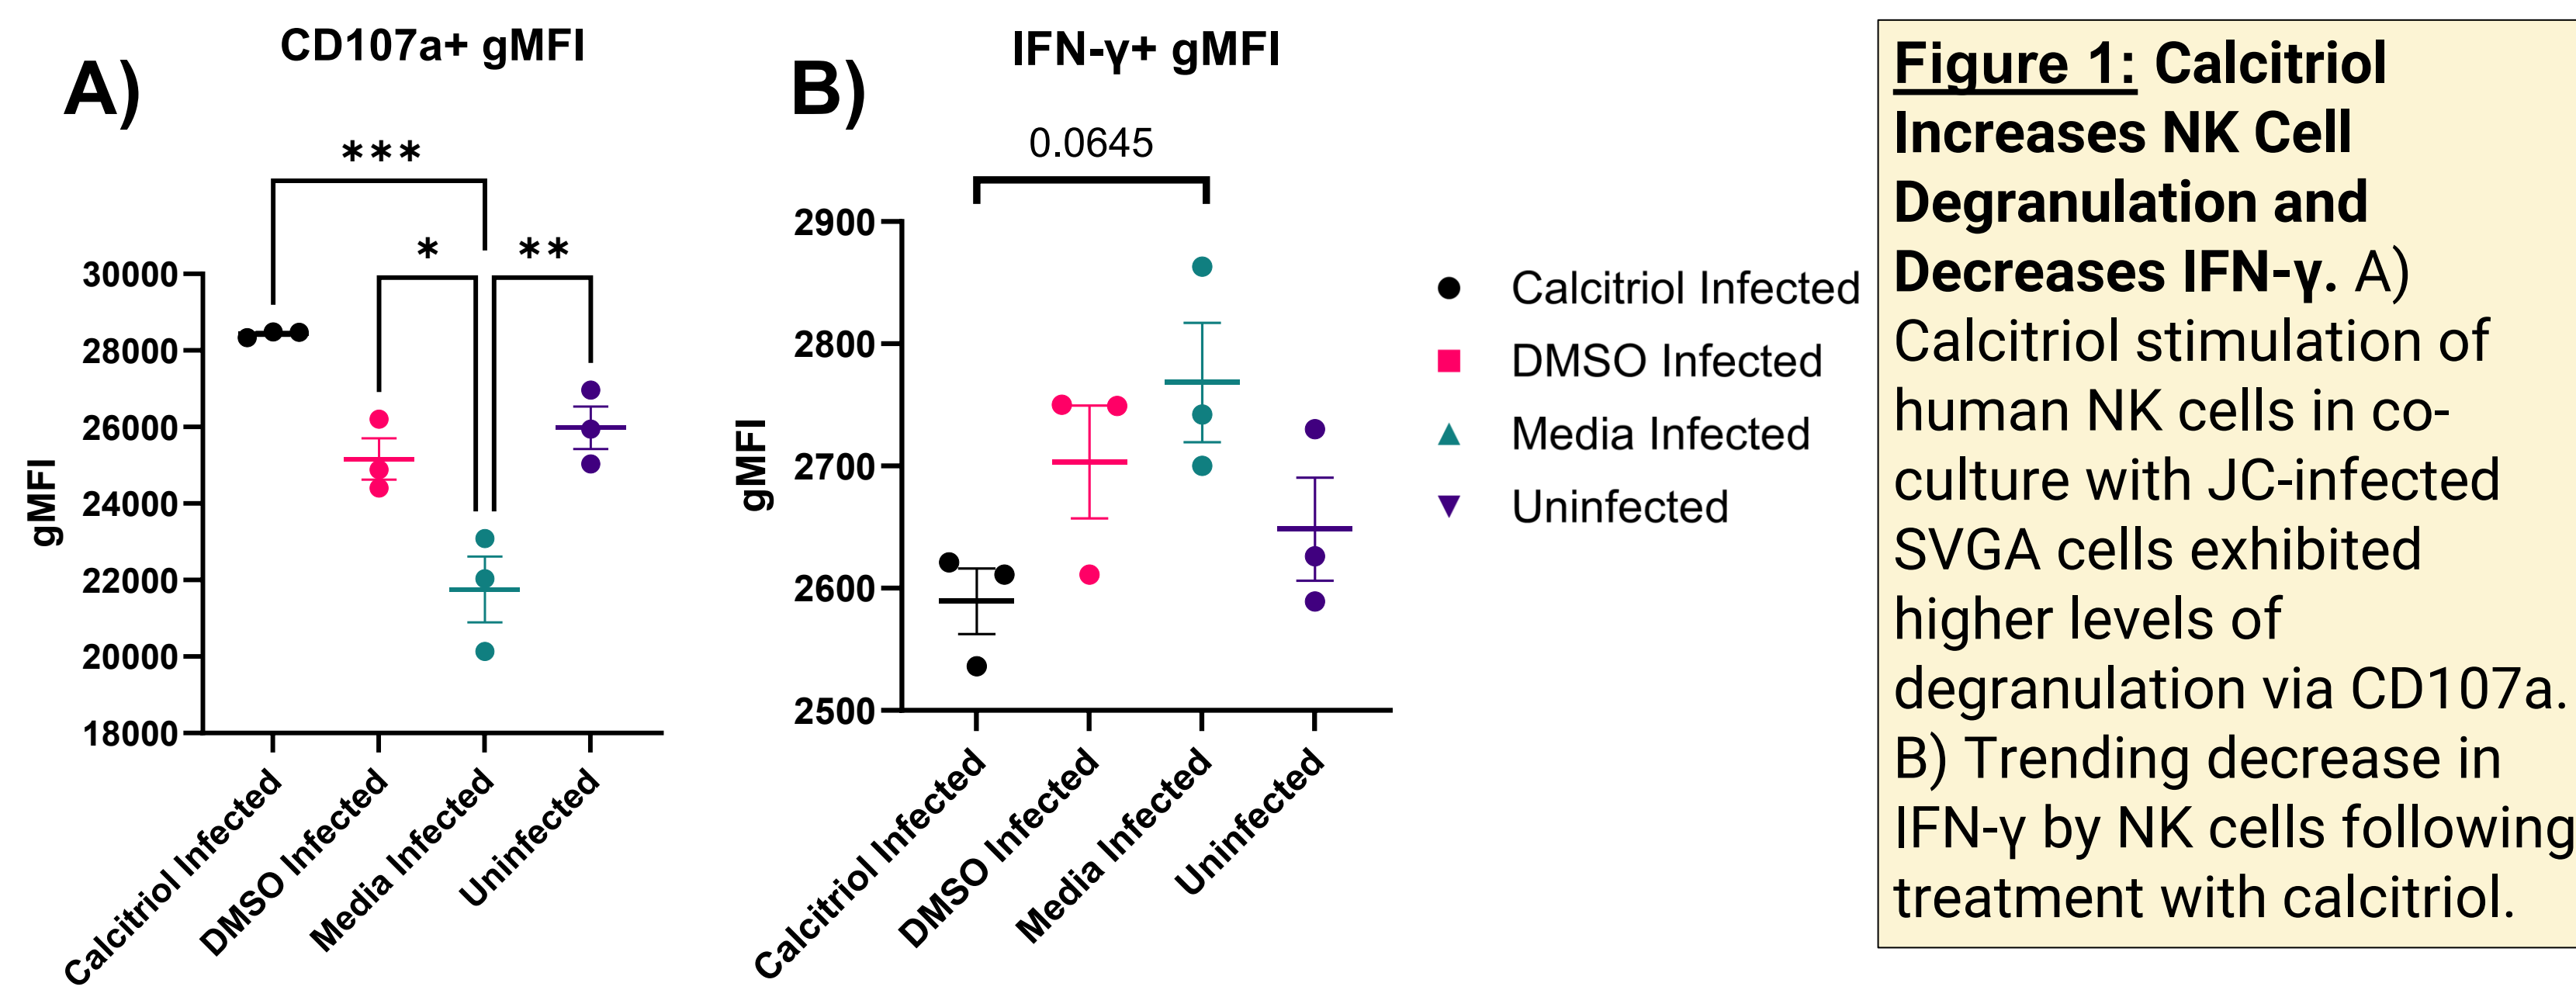 A)
CD107a+ gMFI
***
*
**
30000
28000
26000
24000
22000
20000
18000
gMFI
Calcitriol Infected
DMSO Infected
Media Infected
Uninfected
B)
IFN-γ+ gMFI
0.0645
2900
2800
2700
2600
2500
gMFI
Calcitriol Infected
DMSO Infected
Media Infected
Uninfected
Calcitriol Infected
DMSO Infected
Media Infected
Uninfected
Figure 1: Calcitriol
Increases NK Cell
Degranulation and
Decreases IFN-γ. A)
Calcitriol stimulation of
human NK cells in co-
culture with JC-infected
SVGA cells exhibited
higher levels of
degranulation via CD107a.
B) Trending decrease in
IFN-γ by NK cells following
treatment with calcitriol.